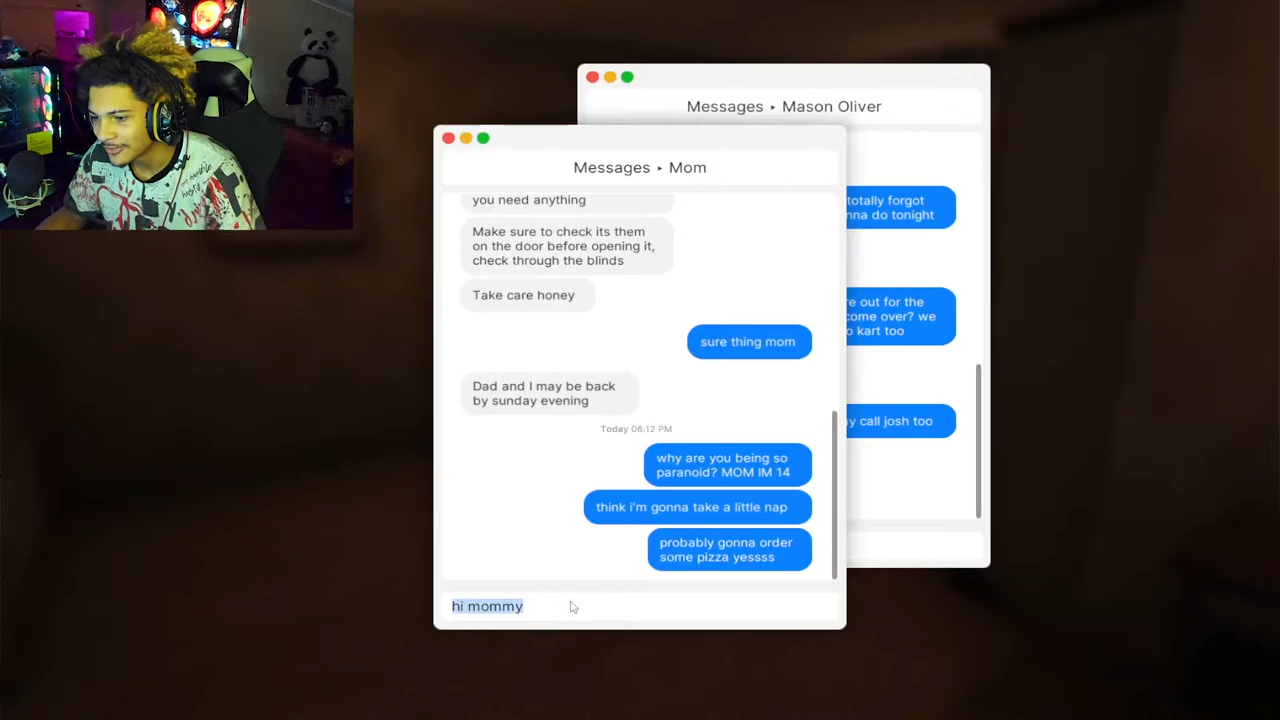 Messages ▸ Mason Oliver
Messages ▸ Mom
you need anything
Make sure to check its them
on the door before opening it,
check through the blinds
Take care honey
sure thing mom
Dad and I may be back
by sunday evening
Today 06:12 PM
why are you being so
paranoid? MOM IM 14
think i'm gonna take a little nap
probably gonna order
some pizza yessss
hi mommy
totally forgot
nna do tonight
re out for the
come over? we
o kart too
y call josh too